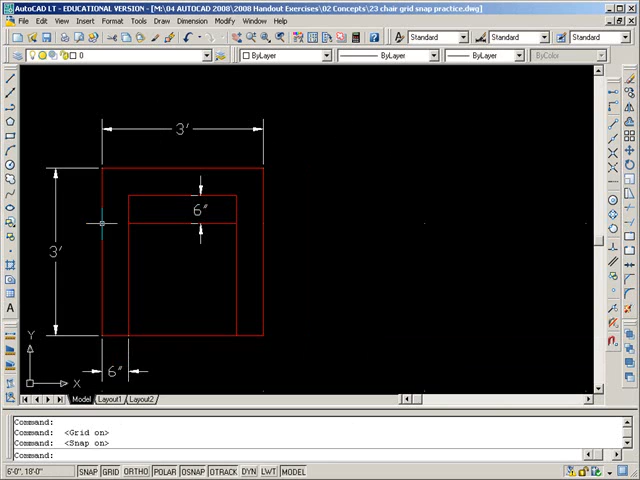 AutoCAD LT - EDUCATIONAL VERSION - [M:\04 AUTOCAD 2008\2008 Handout Exercises\02 Concepts\23 chair grid snap practice.dwg]
File Edit View Insert Format Tools Draw Dimension Modify Window Help
Standard Standard Standard
0 ByLayer ByLayer ByLayer ByColor
3'
6"
3'
Y
6"
X
Model Layout1 Layout2
Command:
Command: <Grid on>
Command: <Snap on>
Command:
6'-0", 18'-0" SNAP GRID ORTHO POLAR OSNAP OTRACK DYN LWT MODEL